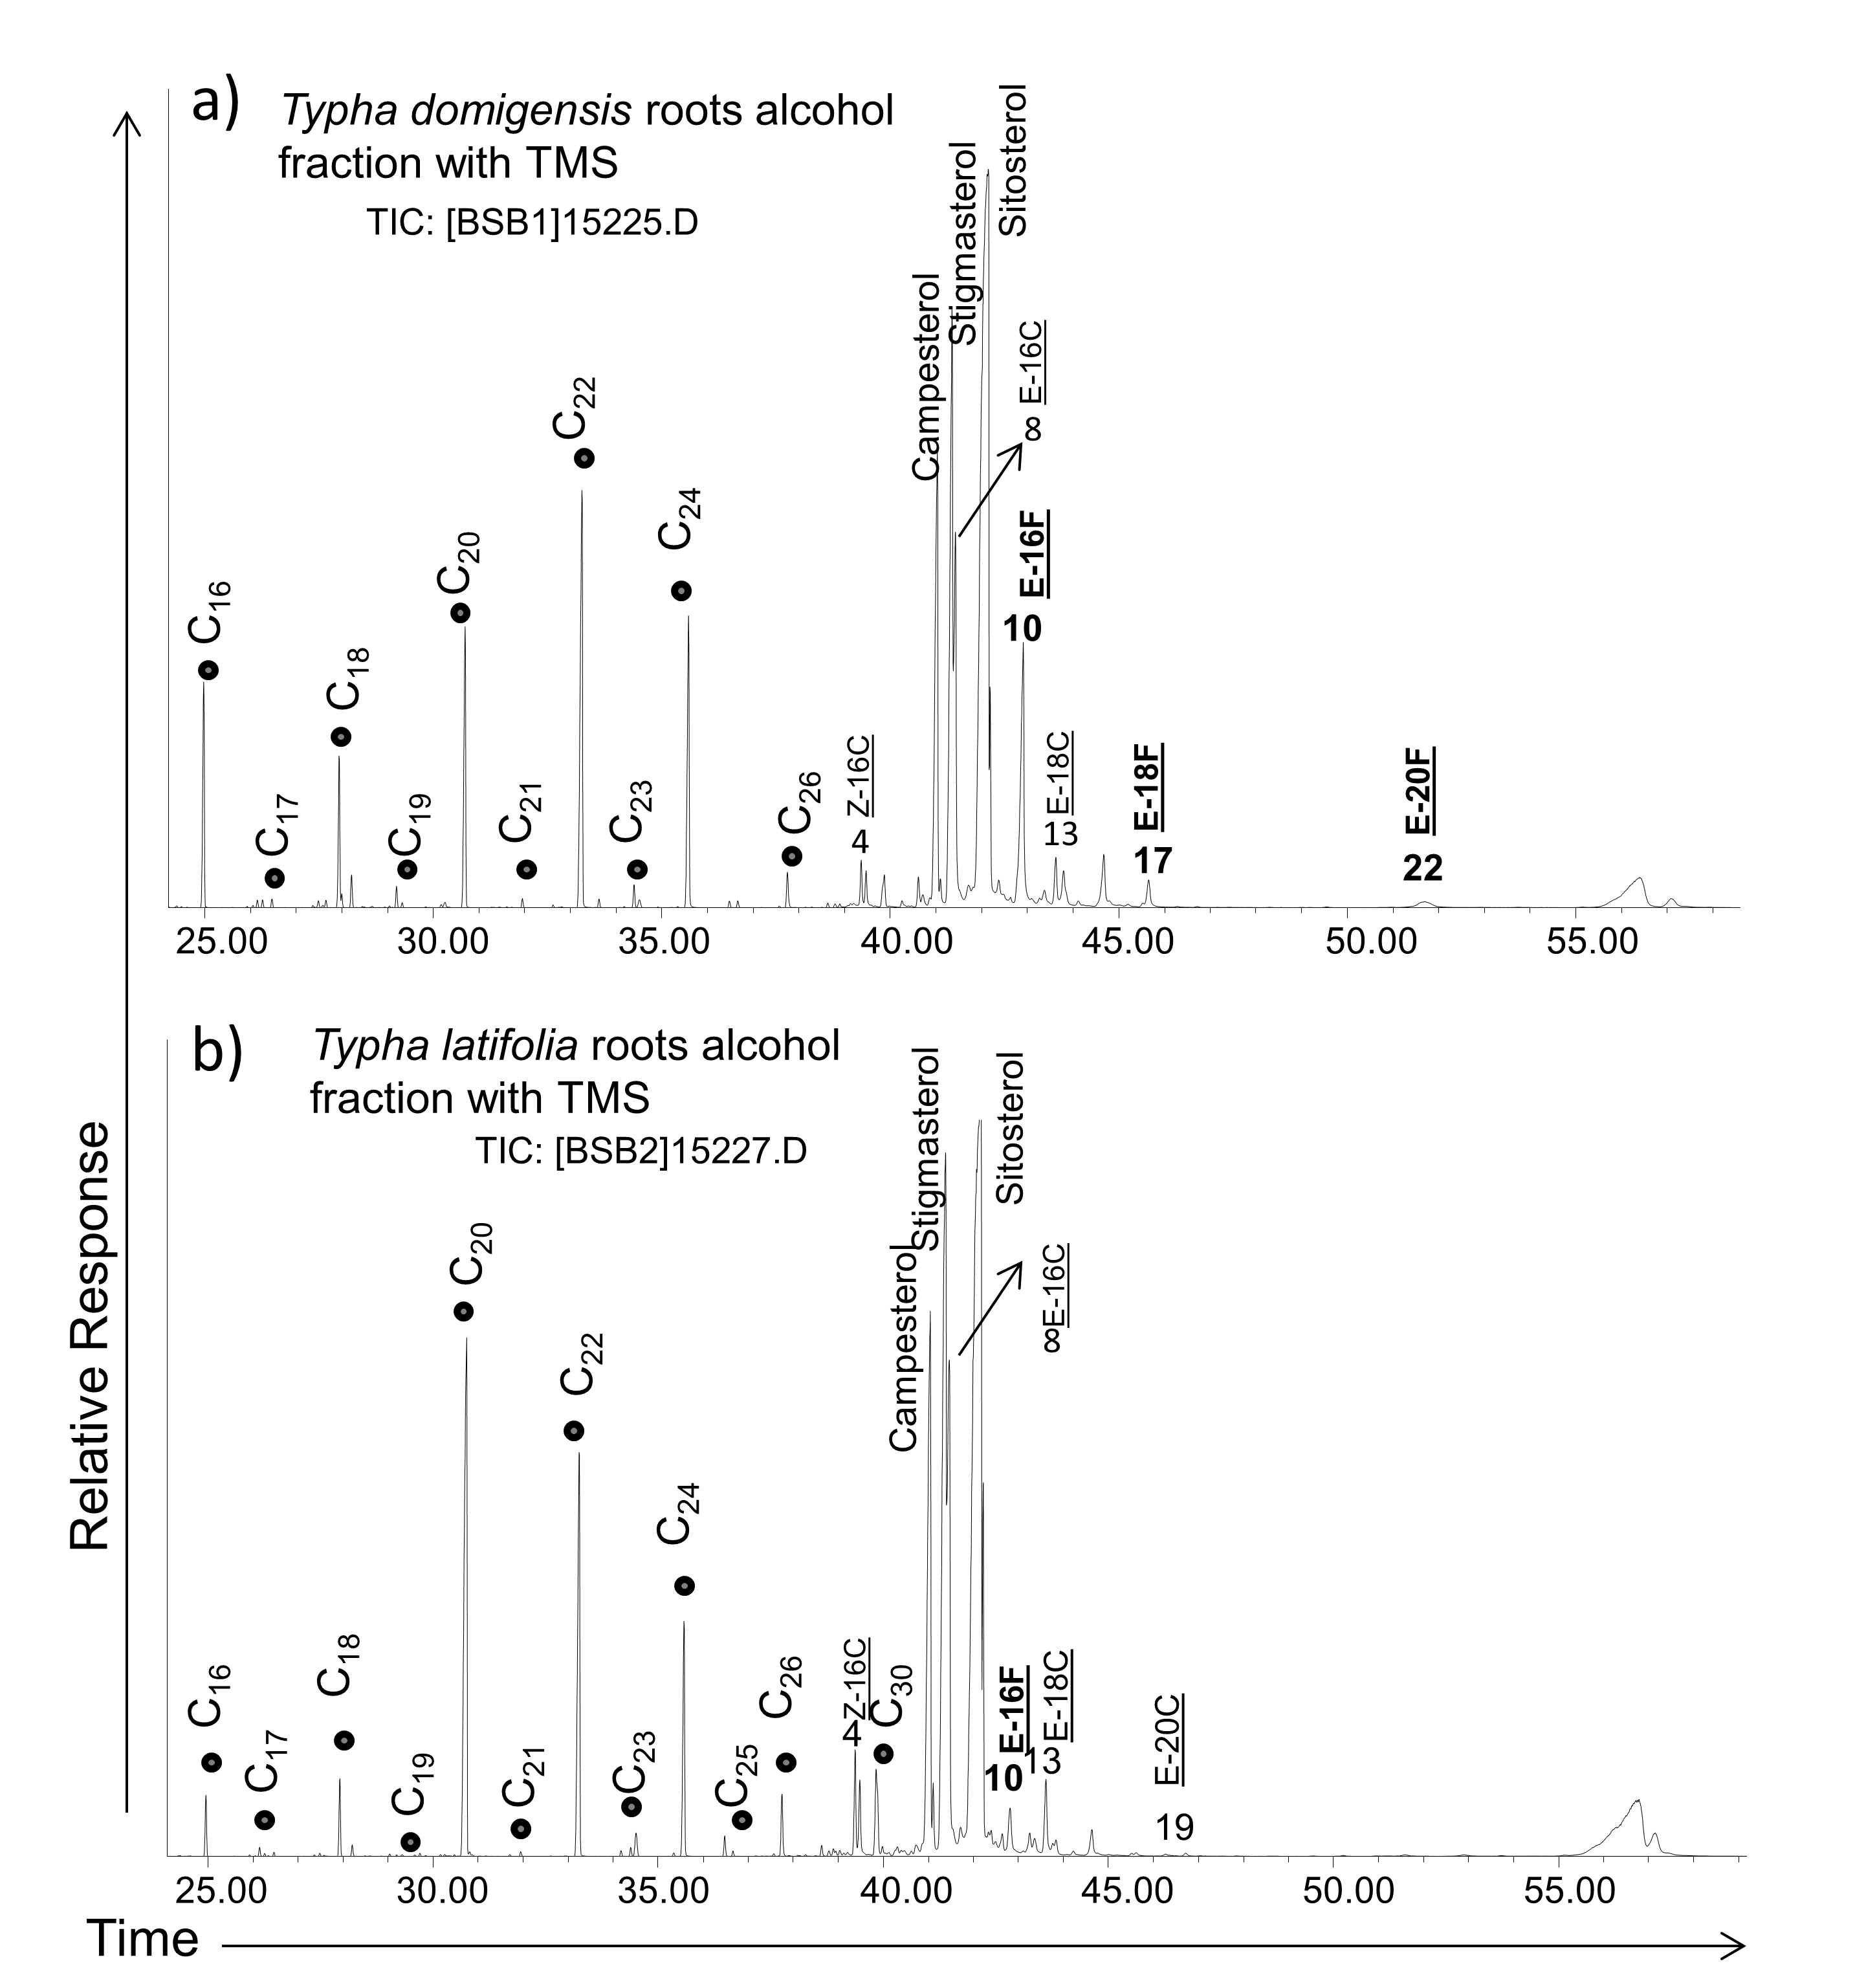 a)
Typha domigensis roots alcohol
fraction with TMS
TIC: [BSB1]15225.D
C16
C17
C18
C19
C20
C21
C22
C23
C24
C26
4 Z-16C
Campesterol
Stigmasterol
Sitosterol
8 E-16C
10 E-16F
13 E-18C
17 E-18F
22 E-20F
25.00 30.00 35.00 40.00 45.00 50.00 55.00
b)
Typha latifolia roots alcohol
fraction with TMS
TIC: [BSB2]15227.D
C16
C17
C18
C19
C20
C21
C22
C23
C24
C25
C26
4 Z-16C
C30
Campesterol
Stigmasterol
Sitosterol
8 E-16C
10 E-16F
13 E-18C
19 E-20C
25.00 30.00 35.00 40.00 45.00 50.00 55.00
Relative Response
Time